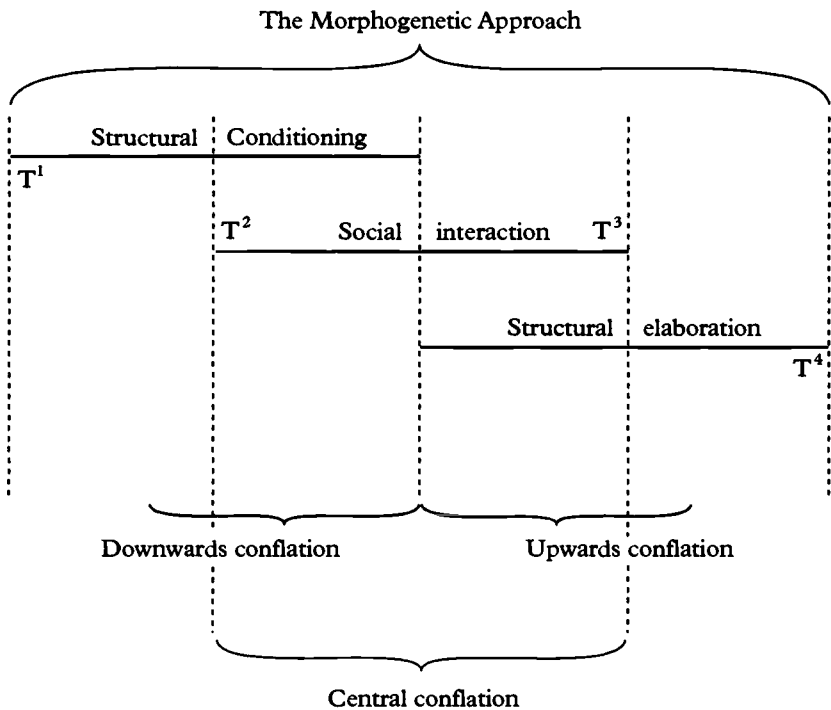 The Morphogenetic Approach
Structural Conditioning
T¹
T² Social interaction T³
Structural elaboration
T⁴
Downwards conflation Upwards conflation
Central conflation